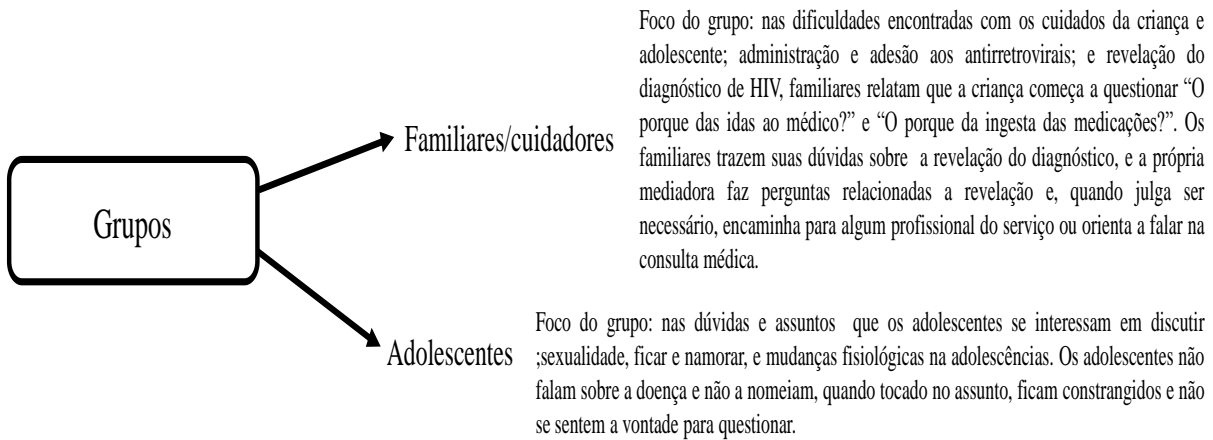 Foco do grupo: nas dificuldades encontradas com os cuidados da criança e
adolescente; administração e adesão aos antirretrovirais; e revelação do
diagnóstico de HIV, familiares relatam que a criança começa a questionar “O
porque das idas ao médico?” e “O porque da ingesta das medicações?”. Os
familiares trazem suas dúvidas sobre a revelação do diagnóstico, e a própria
mediadora faz perguntas relacionadas a revelação e, quando julga ser
necessário, encaminha para algum profissional do serviço ou orienta a falar na
consulta médica.
Familiares/cuidadores
Grupos
Adolescentes
Foco do grupo: nas dúvidas e assuntos que os adolescentes se interessam em discutir
;sexualidade, ficar e namorar, e mudanças fisiológicas na adolescências. Os adolescentes não
falam sobre a doença e não a nomeiam, quando tocado no assunto, ficam constrangidos e não
se sentem a vontade para questionar.